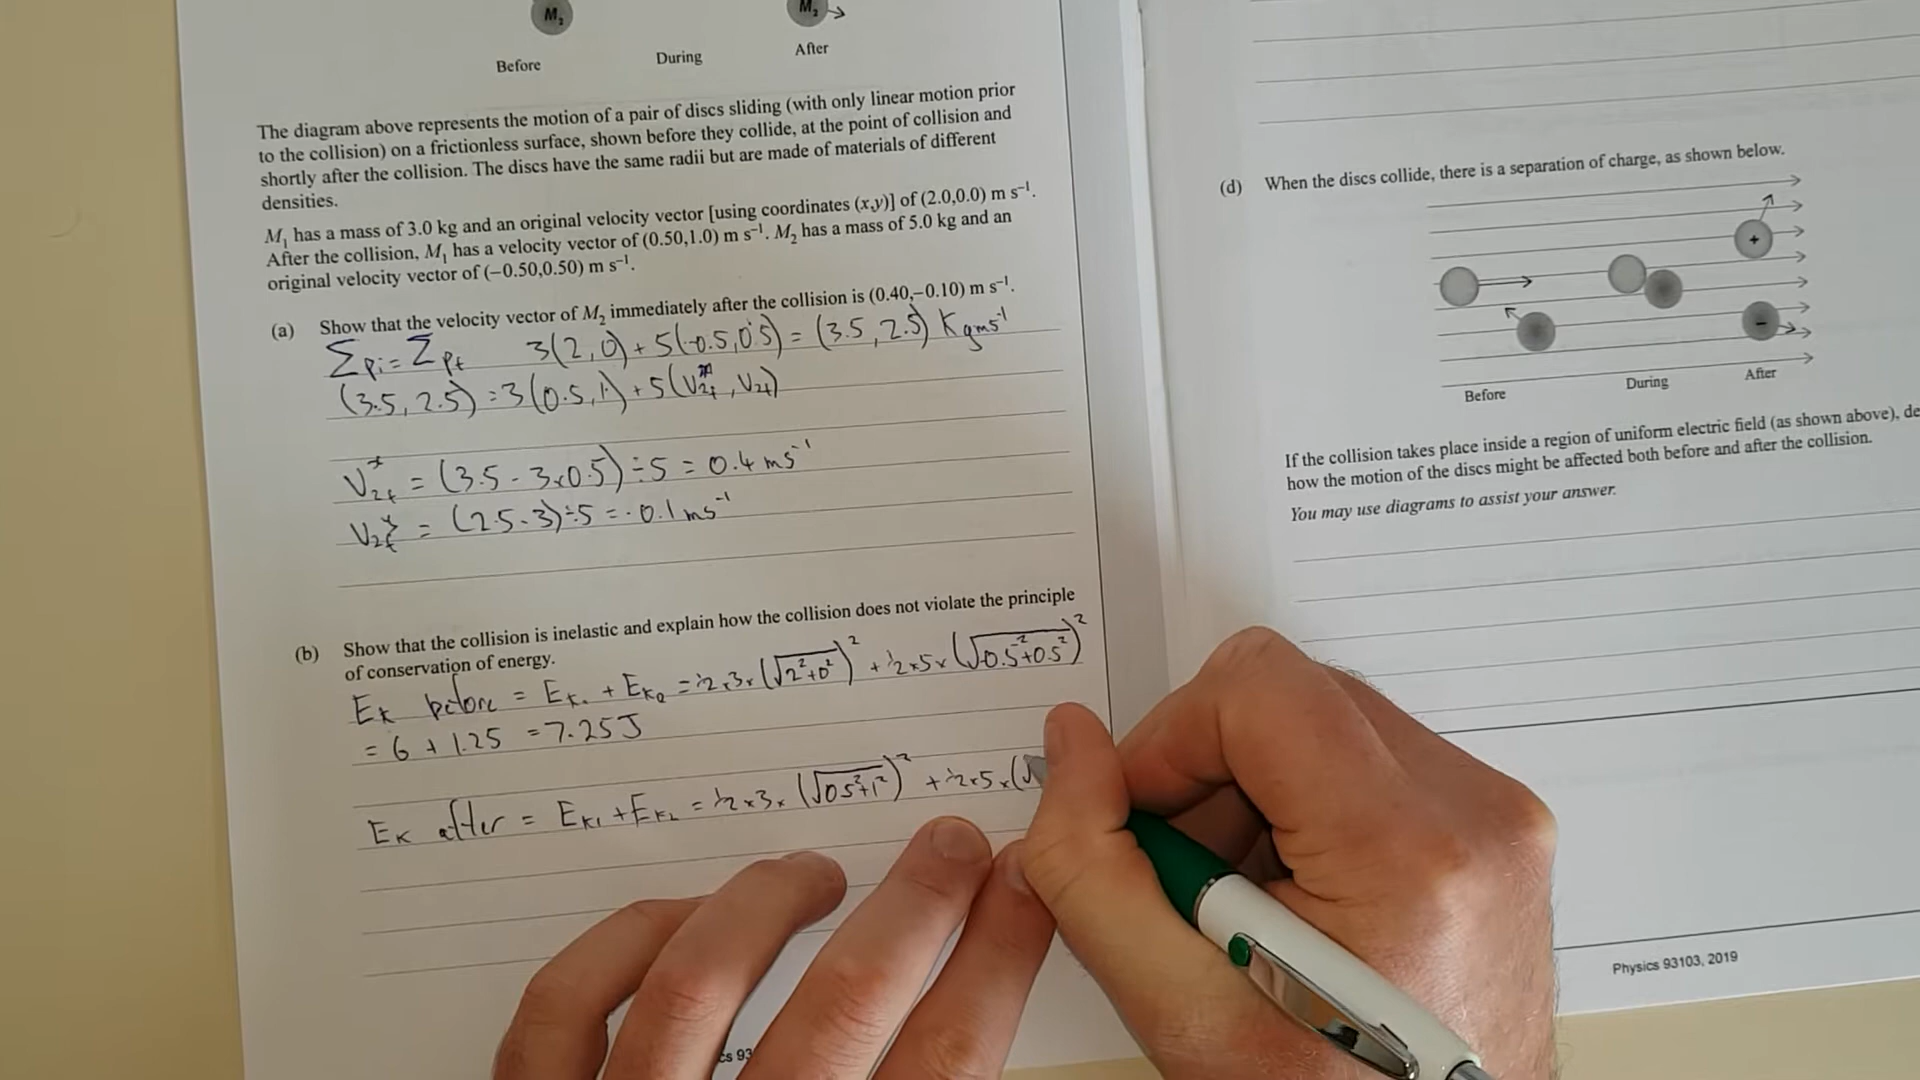 M₂
M₂
Before
During
After
The diagram above represents the motion of a pair of discs sliding (with only linear motion prior
to the collision) on a frictionless surface, shown before they collide, at the point of collision and
shortly after the collision. The discs have the same radii but are made of materials of different
densities.
M₁ has a mass of 3.0 kg and an original velocity vector [using coordinates (x,y)] of (2.0,0.0) m s⁻¹.
After the collision, M₁ has a velocity vector of (0.50,1.0) m s⁻¹. M₂ has a mass of 5.0 kg and an
original velocity vector of (−0.50,0.50) m s⁻¹.
(a) Show that the velocity vector of M₂ immediately after the collision is (0.40,−0.10) m s⁻¹.
Σpi = Σpf 3(2,0) + 5(-0.5,0.5) = (3.5, 2.5) Kgms⁻¹
(3.5, 2.5) = 3(0.5,1) + 5(V₂f, V₂f)
V₂f = (3.5 - 3×0.5) ÷ 5 = 0.4 ms⁻¹
V₂f = (2.5-3)÷5 = -0.1 ms⁻¹
(b) Show that the collision is inelastic and explain how the collision does not violate the principle
of conservation of energy.
Eₖ before = Eₖ₁ + Eₖ₂ = ½×3×(√2²+0²)² + ½×5×(√-0.5²+0.5²)²
= 6 + 1.25 = 7.25J
Eₖ after = Eₖ₁ + Eₖ₂ = ½×3×(√0.5²+1²)² + ½×5×(√
cs 93
(d) When the discs collide, there is a separation of charge, as shown below.
+
−
Before
During
After
If the collision takes place inside a region of uniform electric field (as shown above), de
how the motion of the discs might be affected both before and after the collision.
You may use diagrams to assist your answer.
Physics 93103, 2019